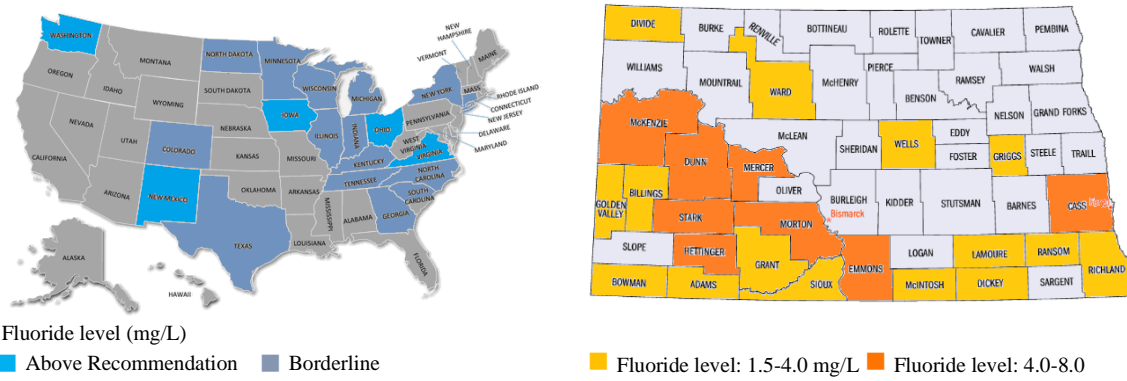 WASHINGTON
OREGON
CALIFORNIA
NEVADA
IDAHO
MONTANA
WYOMING
UTAH
COLORADO
ARIZONA
NEW MEXICO
NORTH DAKOTA
SOUTH DAKOTA
NEBRASKA
KANSAS
OKLAHOMA
TEXAS
MINNESOTA
IOWA
MISSOURI
ARKANSAS
LOUISIANA
WISCONSIN
ILLINOIS
MICHIGAN
INDIANA
OHIO
KENTUCKY
TENNESSEE
MISSISSIPPI
ALABAMA
GEORGIA
FLORIDA
SOUTH
CAROLINA
NORTH
CAROLINA
VIRGINIA
WEST
VIRGINIA
PENNSYLVANIA
NEW YORK
VERMONT
NEW
HAMPSHIRE
MAINE
MASS
RHODE ISLAND
CONNECTICUT
NEW JERSEY
DELAWARE
MARYLAND
ALASKA
HAWAII
Fluoride level (mg/L)
Above Recommendation
Borderline
DIVIDE
BURKE
RENVILLE
BOTTINEAU
ROLETTE
TOWNER
CAVALIER
PEMBINA
WILLIAMS
MOUNTRAIL
WARD
McHENRY
PIERCE
BENSON
RAMSEY
WALSH
NELSON
GRAND FORKS
McKENZIE
DUNN
MERCER
McLEAN
SHERIDAN
WELLS
EDDY
FOSTER
GRIGGS
STEELE
TRAILL
GOLDEN
VALLEY
BILLINGS
STARK
OLIVER
MORTON
BURLEIGH
Bismarck
KIDDER
STUTSMAN
BARNES
CASS
SLOPE
HETTINGER
GRANT
EMMONS
LOGAN
LAMOURE
RANSOM
RICHLAND
BOWMAN
ADAMS
SIOUX
McINTOSH
DICKEY
SARGENT
Fluoride level: 1.5-4.0 mg/L
Fluoride level: 4.0-8.0